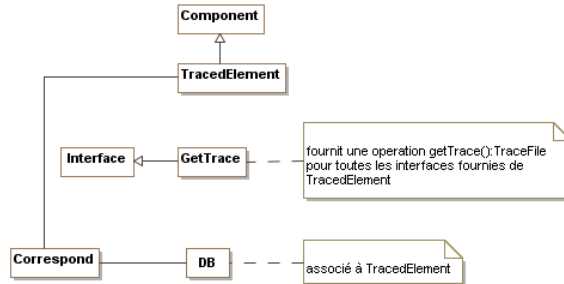 Component
TracedElement
Interface
GetTrace
fournit une operation getTrace():TraceFile
pour toutes les interfaces fournies de
TracedElement
Correspond
DB
associé à TracedElement